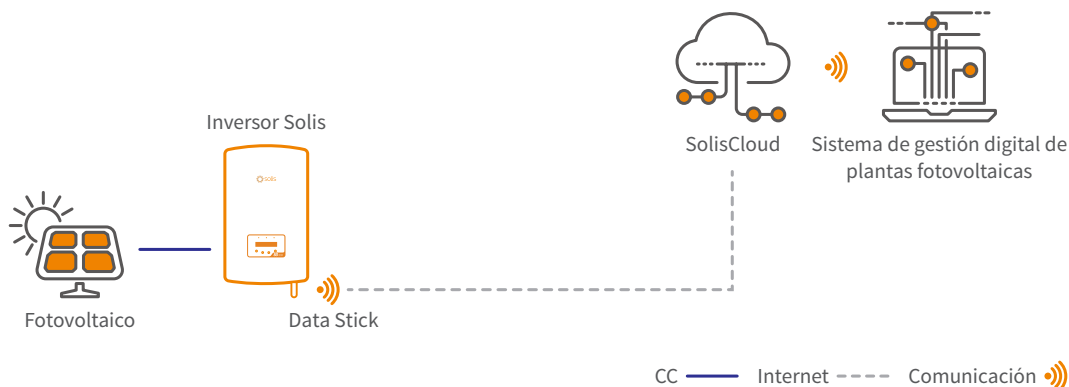 Inversor Solis
solis
SolisCloud
Sistema de gestión digital de
plantas fotovoltaicas
Fotovoltaico
Data Stick
CC
Internet
Comunicación